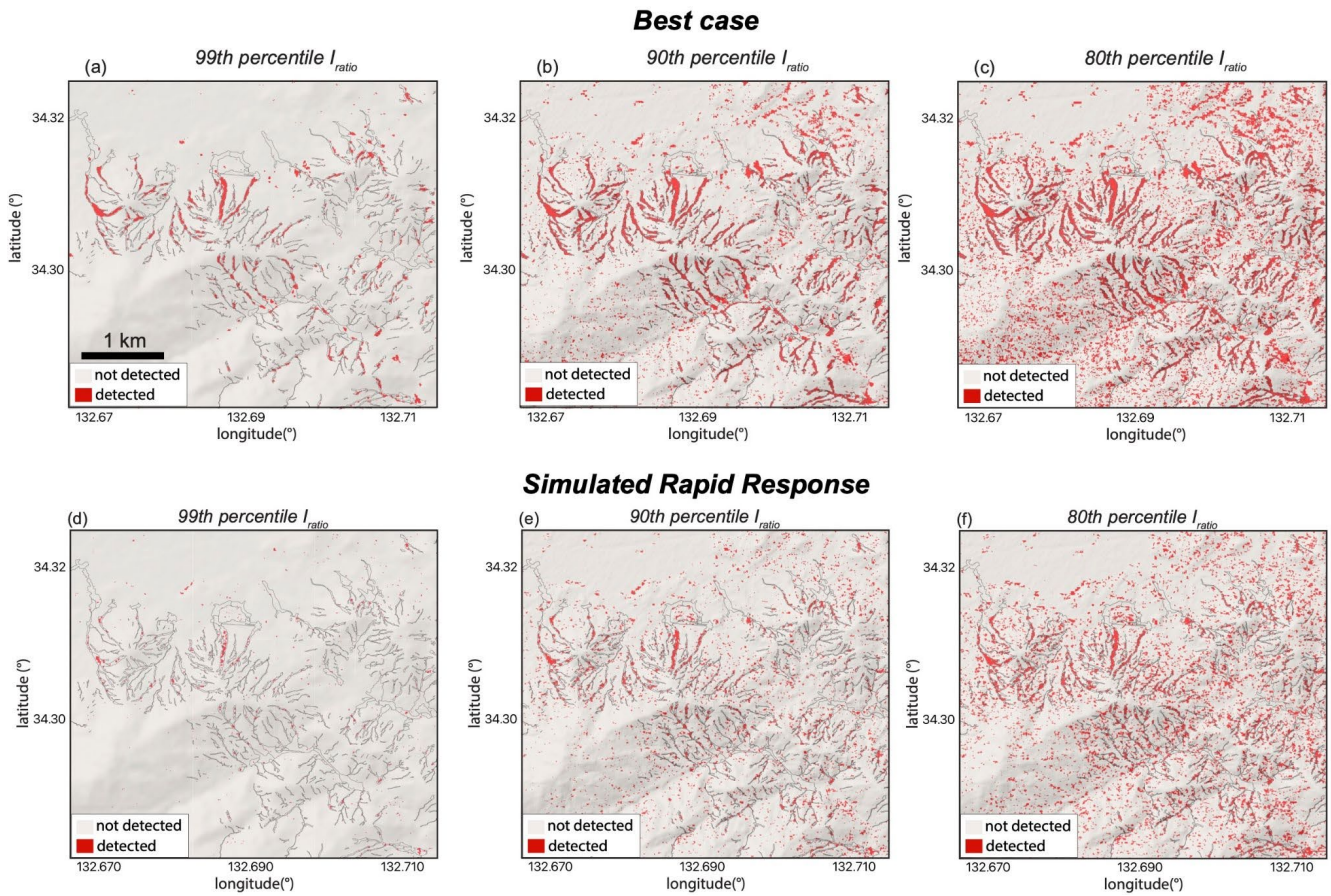 Best case
(a) 99th percentile I_ratio
(b) 90th percentile I_ratio
(c) 80th percentile I_ratio
34.32
34.30
latitude (°)
1 km
not detected
detected
132.67 132.69 132.71
longitude(°)
34.32
34.30
latitude (°)
not detected
detected
132.67 132.69 132.71
longitude(°)
34.32
34.30
latitude (°)
not detected
detected
132.67 132.69 132.71
longitude(°)
Simulated Rapid Response
(d) 99th percentile I_ratio
(e) 90th percentile I_ratio
(f) 80th percentile I_ratio
34.32
34.30
latitude (°)
not detected
detected
132.670 132.690 132.710
longitude(°)
34.32
34.30
latitude (°)
not detected
detected
132.670 132.690 132.710
longitude(°)
34.32
34.30
latitude (°)
not detected
detected
132.670 132.690 132.710
longitude(°)